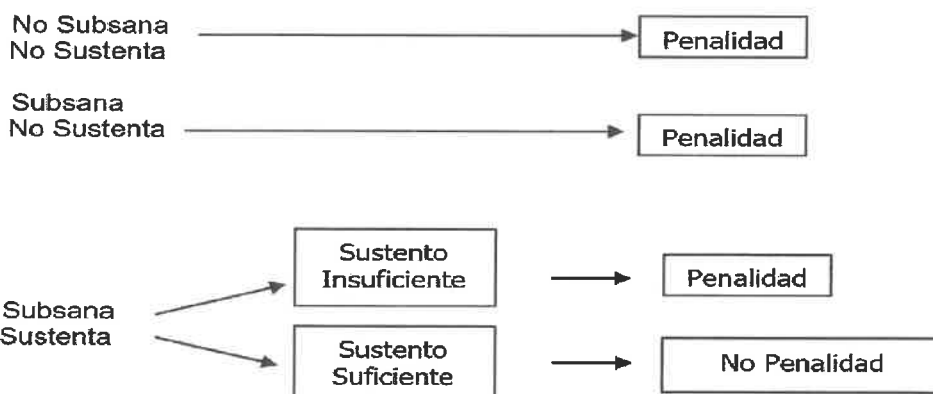 No Subsana
No Sustenta
Penalidad
Subsana
No Sustenta
Penalidad
Subsana
Sustenta
Sustento
Insuficiente
Penalidad
Sustento
Suficiente
No Penalidad